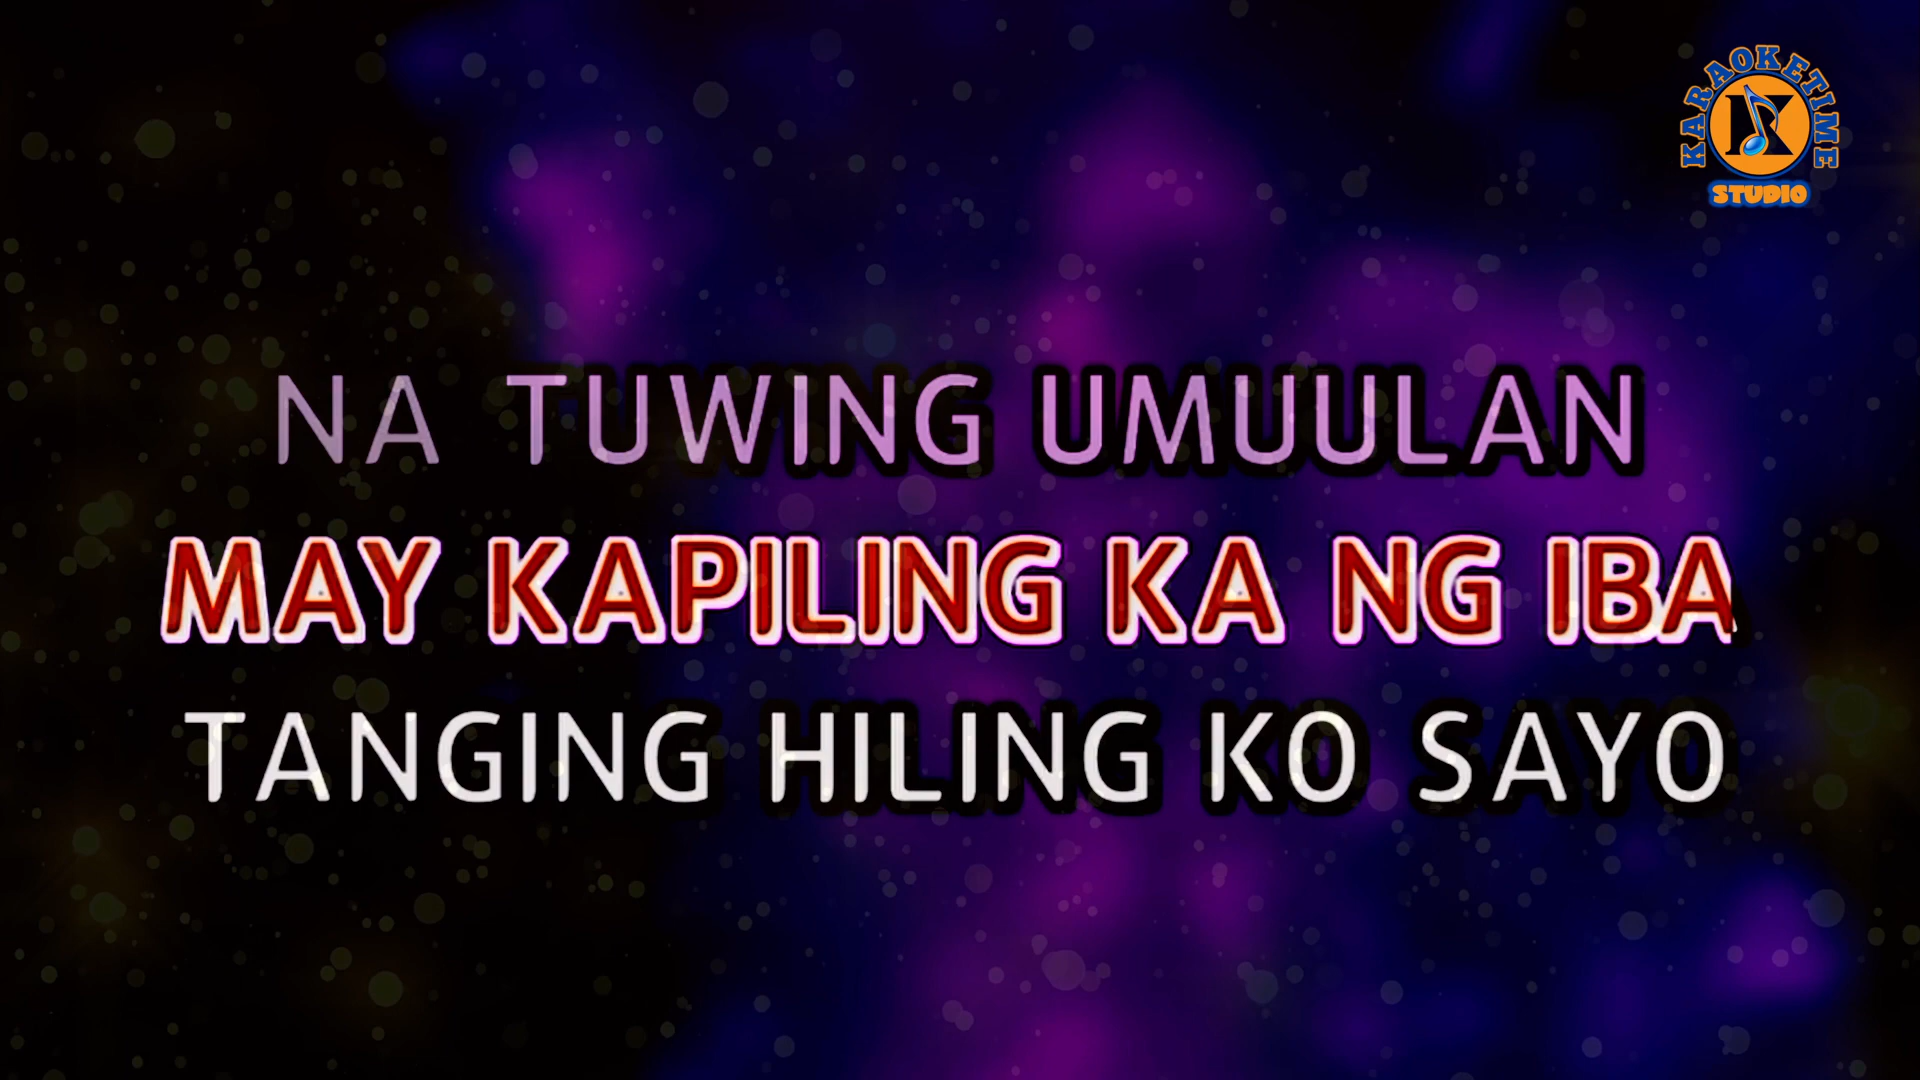 KARAOKETIME
K
STUDIO
NA TUWING UMUULAN
MAY KAPILING KA NG IBA
TANGING HILING KO SAYO